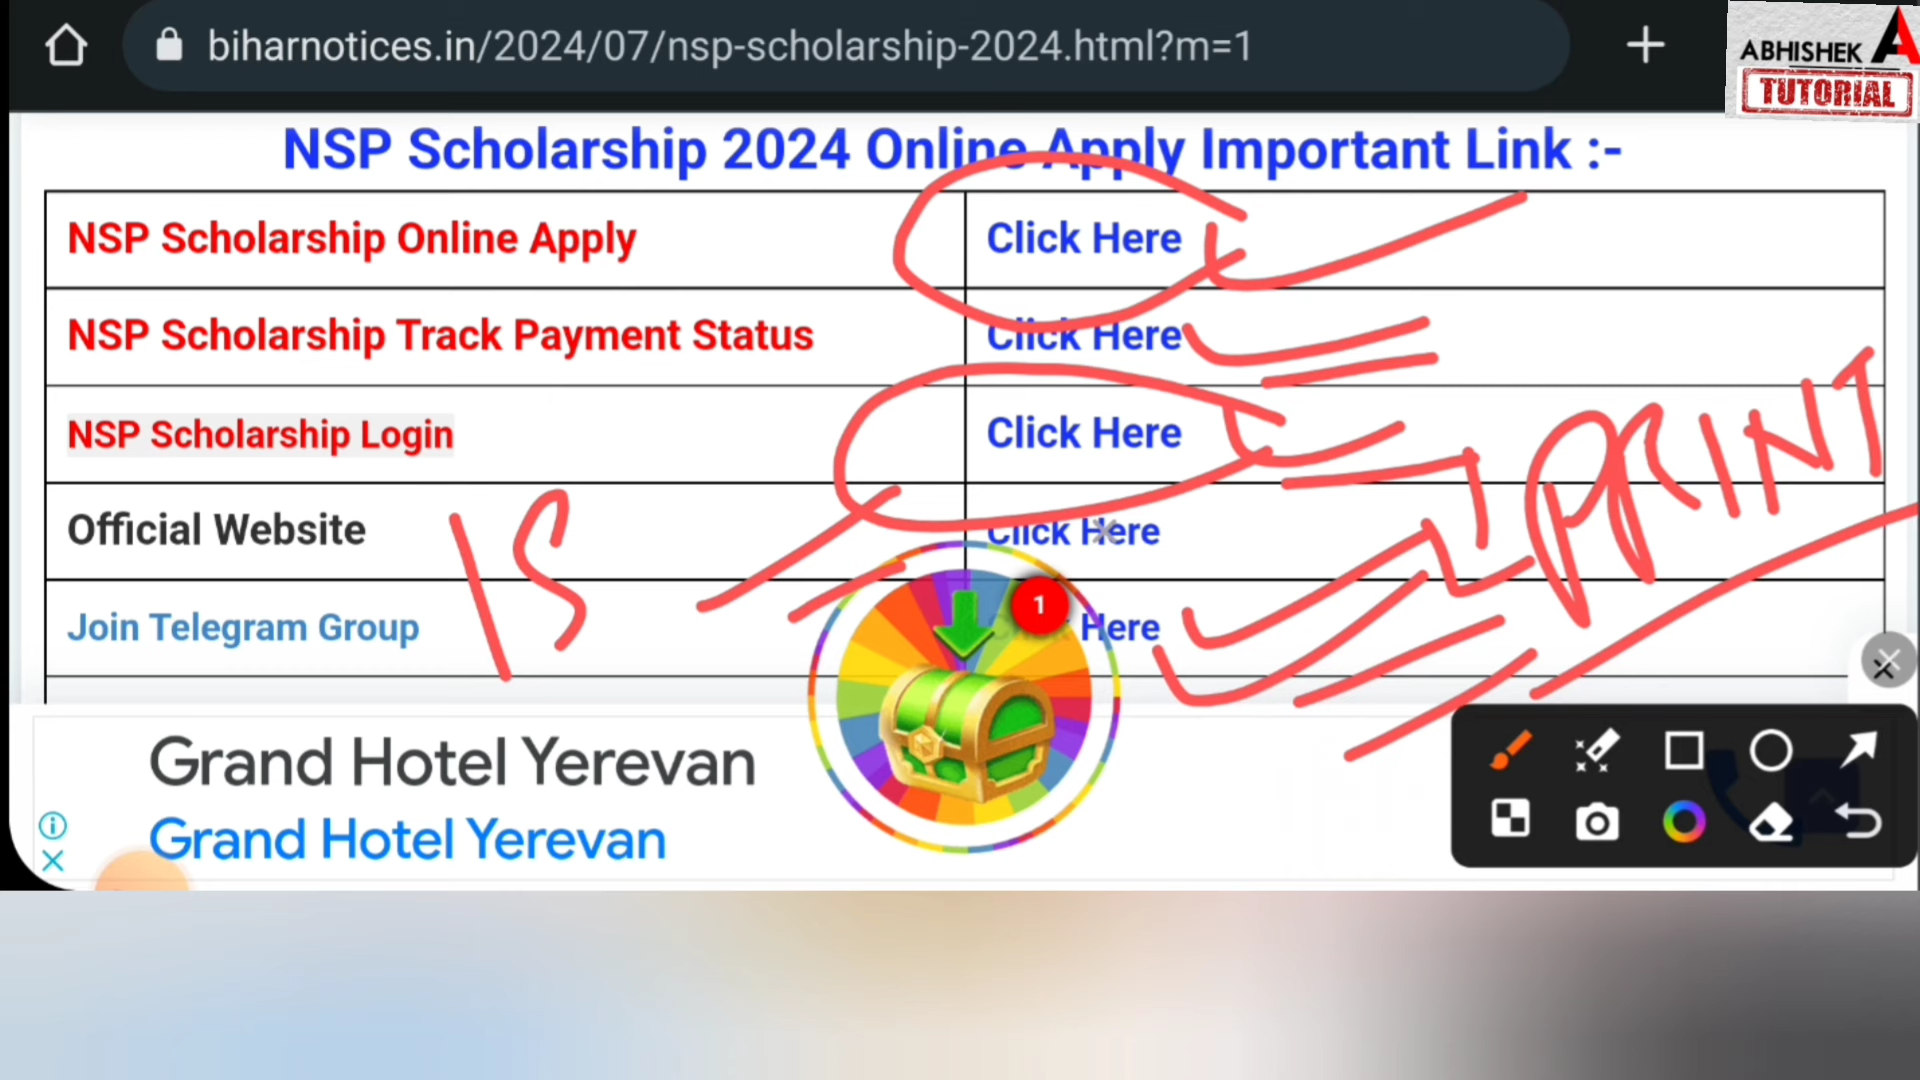 biharnotices.in/2024/07/nsp-scholarship-2024.html?m=1
ABHISHEK A
TUTORIAL
NSP Scholarship 2024 Online Apply Important Link :-
NSP Scholarship Online Apply Click Here
NSP Scholarship Track Payment Status Click Here
NSP Scholarship Login Click Here
PRINT
Official Website Click Here
15
Join Telegram Group Click Here
1
Grand Hotel Yerevan
Grand Hotel Yerevan